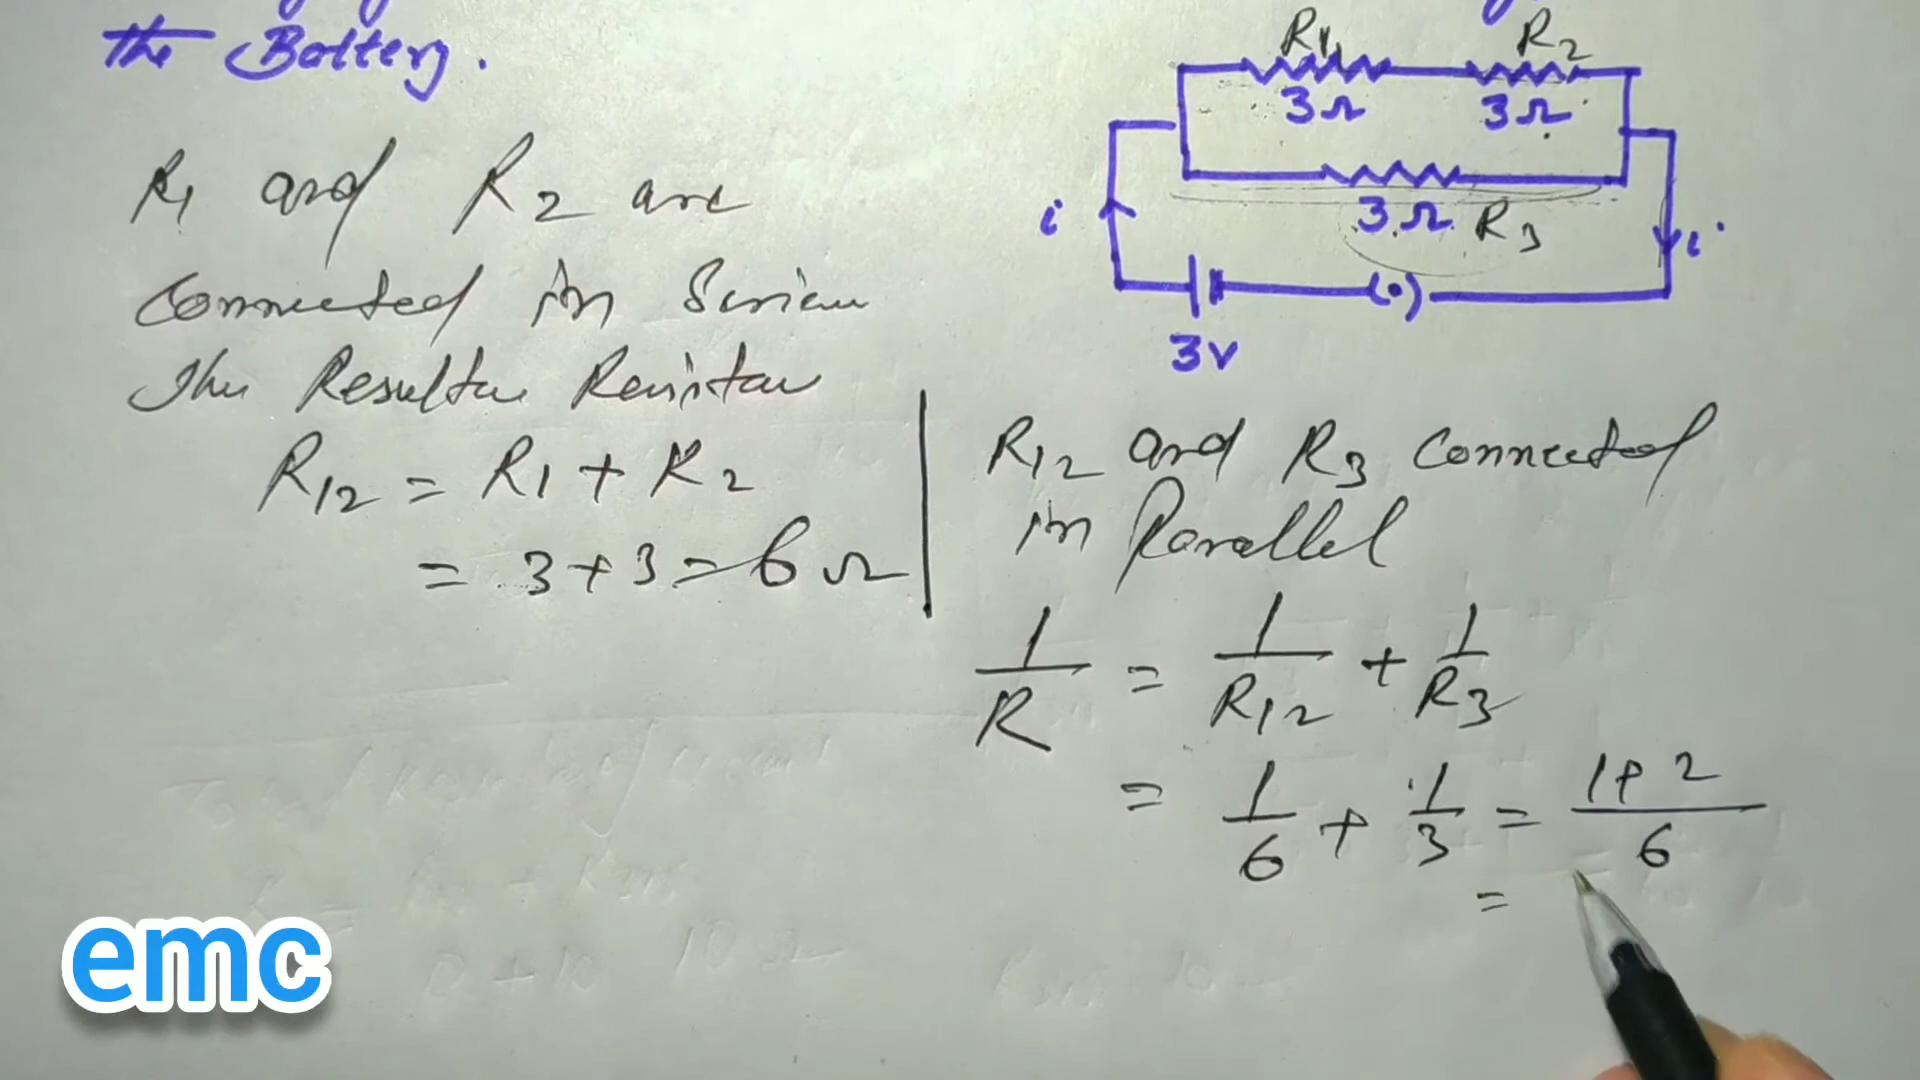 the Battery.
R1 R2
3Ω 3Ω
3Ω R3
i i
3V
R1 and R2 are
Connected in Series
The Resultant Resistance
R12 = R1 + R2
= 3+3 = 6Ω
R12 and R3 Connected
in Parallel
1/R = 1/R12 + 1/R3
= 1/6 + 1/3 = 1+2/6
=
emc